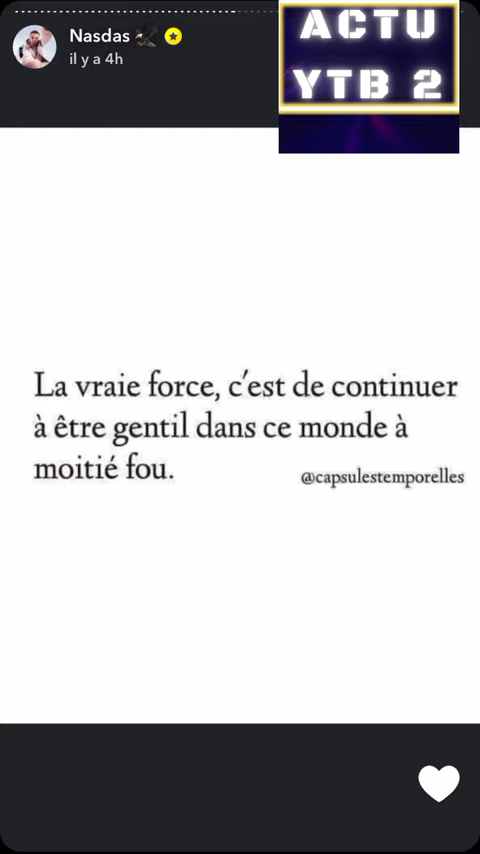 Nasdas
il y a 4h
ACTU
YTB 2
La vraie force, c'est de continuer
à être gentil dans ce monde à
moitié fou.
@capsulestemporelles